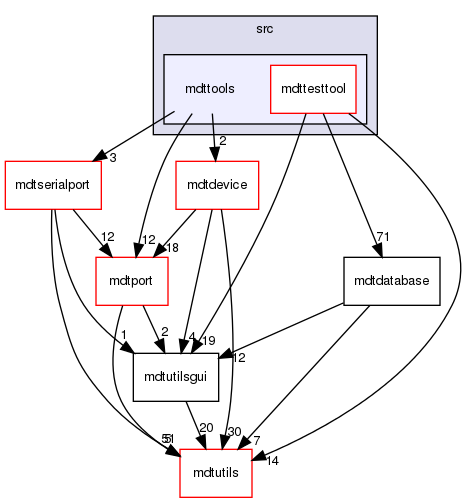 src
mdttools
mdttesttool
3
2
mdtserialport
mdtdevice
12
12
18
71
mdtport
mdtdatabase
1
2
4
19
12
mdtutilsgui
20
30
7
14
mdtutils